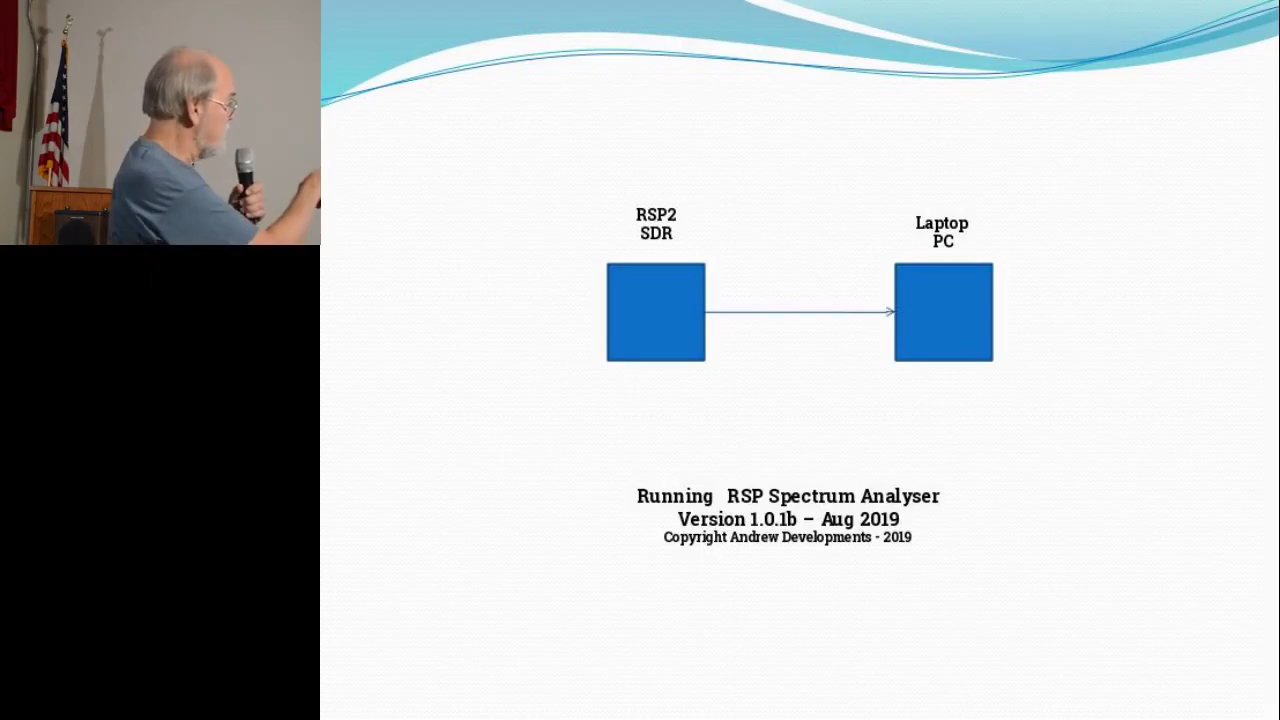 RSP2
SDR
Laptop
PC
Running RSP Spectrum Analyser
Version 1.0.1b – Aug 2019
Copyright Andrew Developments - 2019